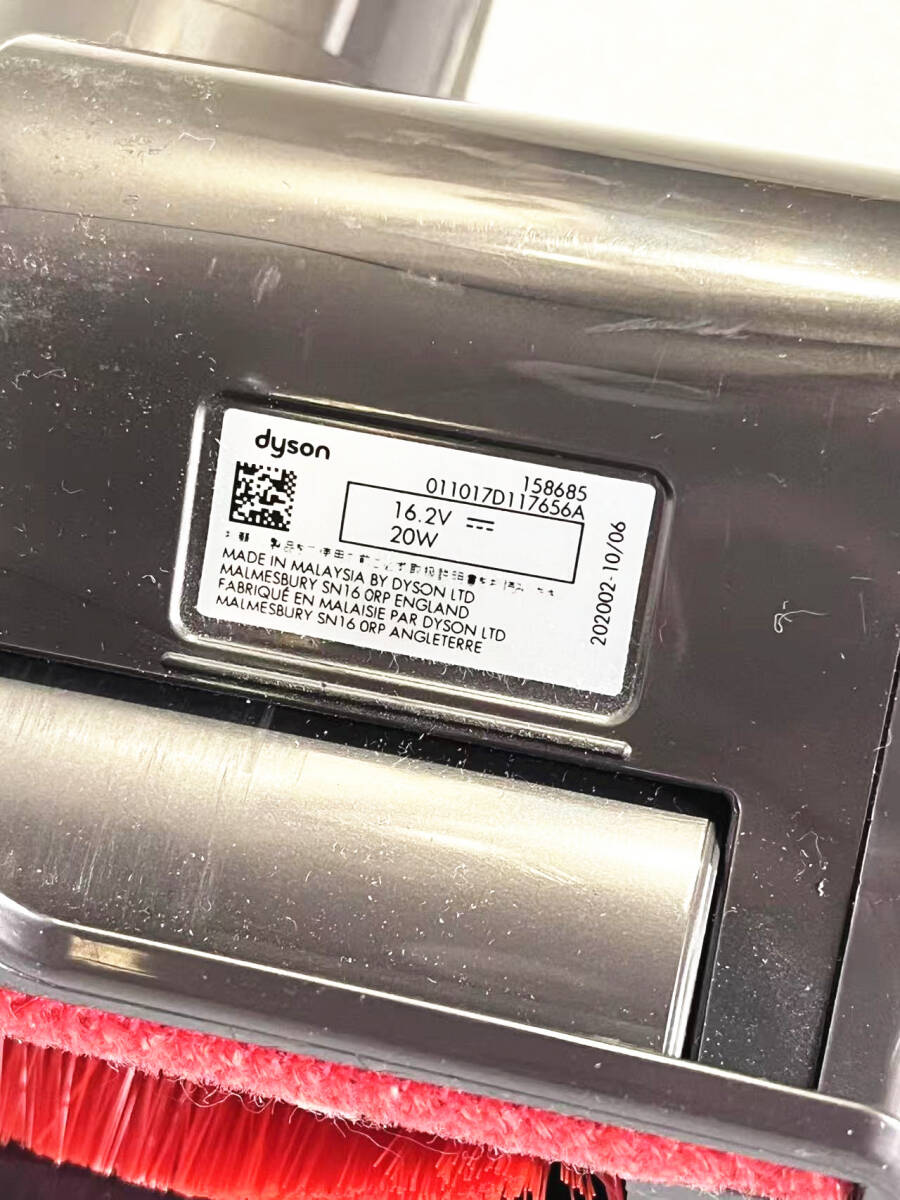 dyson
158685
011017D117656A
16.2V ⎓
20W
MADE IN MALAYSIA BY DYSON LTD
MALMESBURY SN16 0RP ENGLAND
FABRIQUÉ EN MALAISIE PAR DYSON LTD
MALMESBURY SN16 0RP ANGLETERRE
202002-10/06